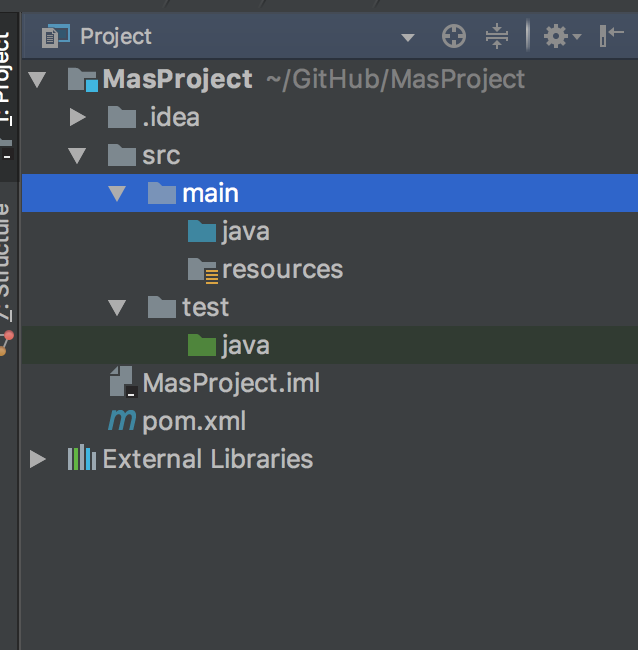 Project
MasProject ~/GitHub/MasProject
.idea
src
main
java
resources
test
java
MasProject.iml
pom.xml
External Libraries
1: Project
7: Structure